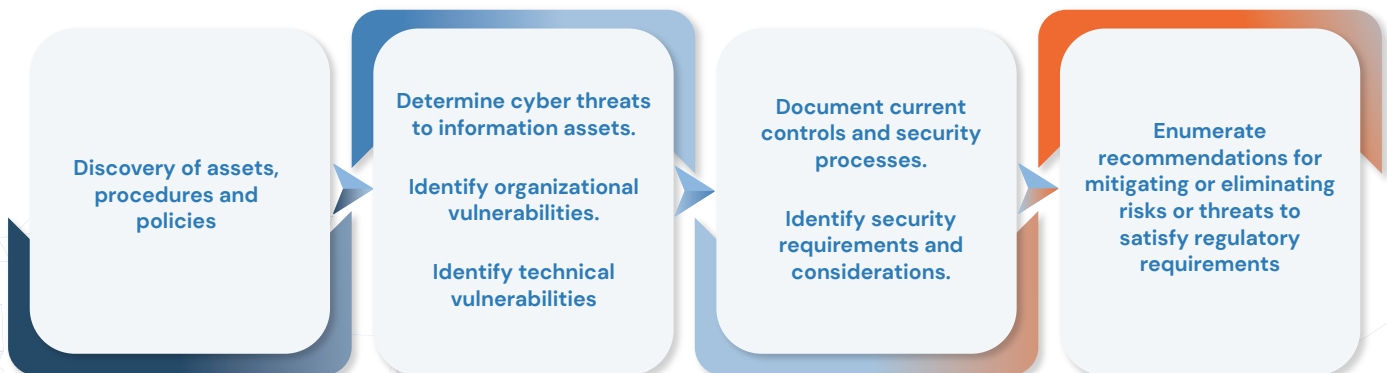 Discovery of assets,
procedures and
policies
Determine cyber threats
to information assets.
Identify organizational
vulnerabilities.
Identify technical
vulnerabilities
Document current
controls and security
processes.
Identify security
requirements and
considerations.
Enumerate
recommendations for
mitigating or eliminating
risks or threats to
satisfy regulatory
requirements